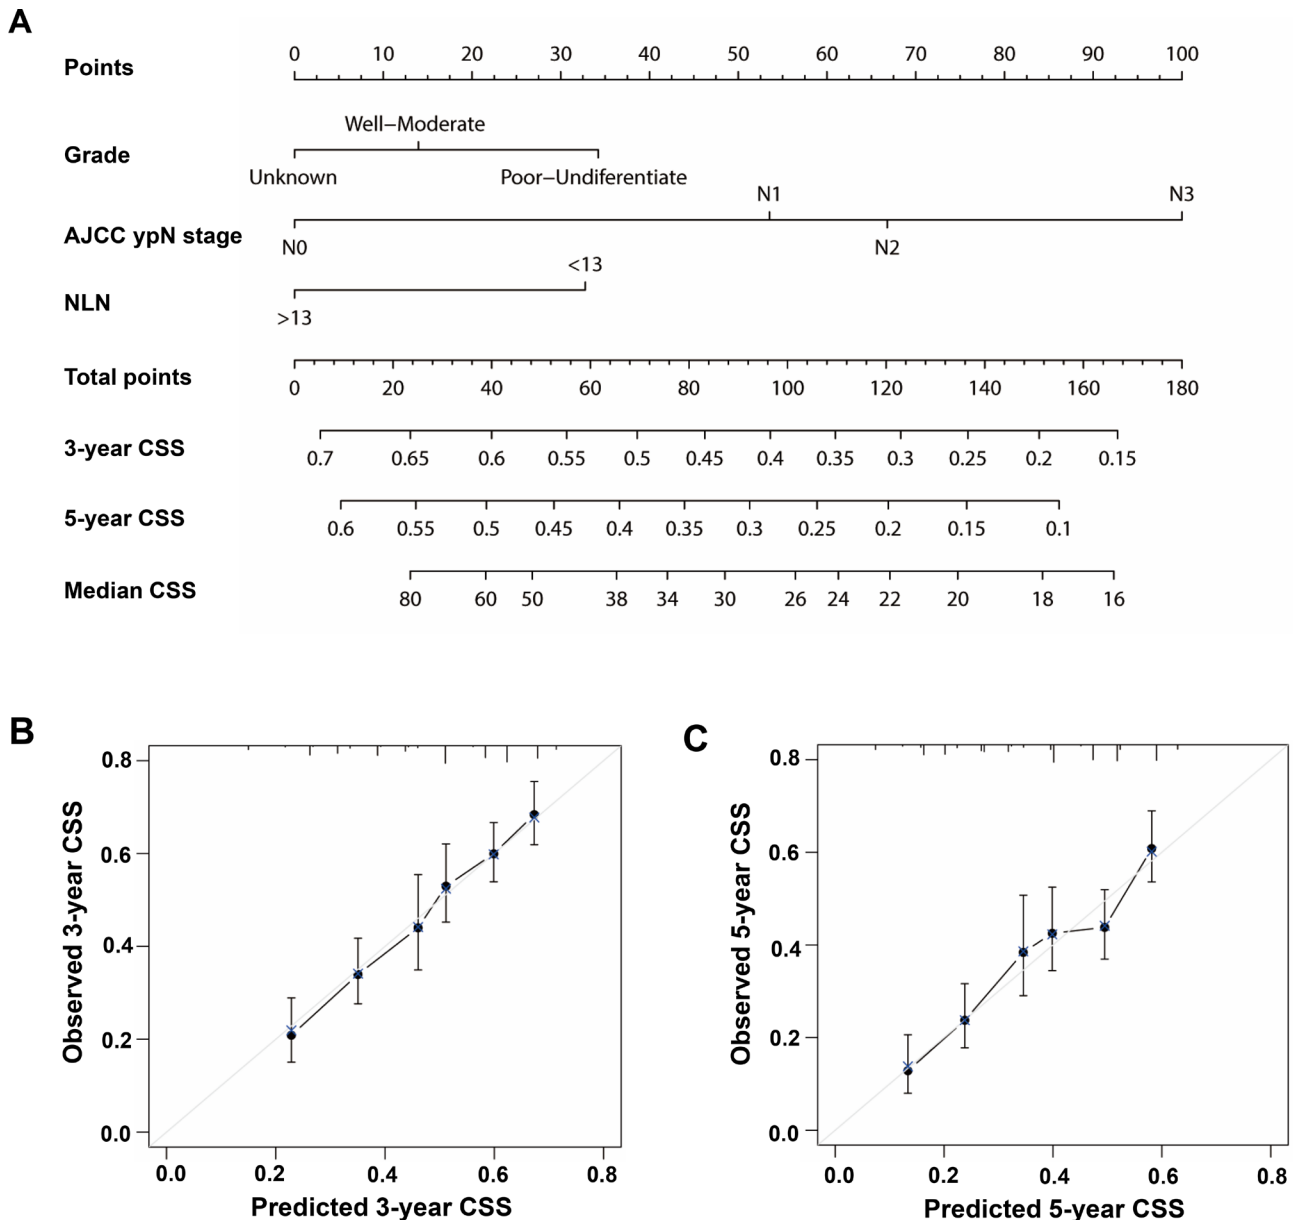 A
Points
0 10 20 30 40 50 60 70 80 90 100
Well−Moderate
Grade
Unknown
Poor−Undiferentiate
N1
N3
AJCC ypN stage
N0
N2
<13
NLN
>13
Total points
0 20 40 60 80 100 120 140 160 180
3-year CSS
0.7 0.65 0.6 0.55 0.5 0.45 0.4 0.35 0.3 0.25 0.2 0.15
5-year CSS
0.6 0.55 0.5 0.45 0.4 0.35 0.3 0.25 0.2 0.15 0.1
Median CSS
80 60 50 38 34 30 26 24 22 20 18 16
B
Observed 3-year CSS
0.8
0.6
0.4
0.2
0.0
0.0 0.2 0.4 0.6 0.8
Predicted 3-year CSS
C
Observed 5-year CSS
0.8
0.6
0.4
0.2
0.0
0.0 0.2 0.4 0.6 0.8
Predicted 5-year CSS